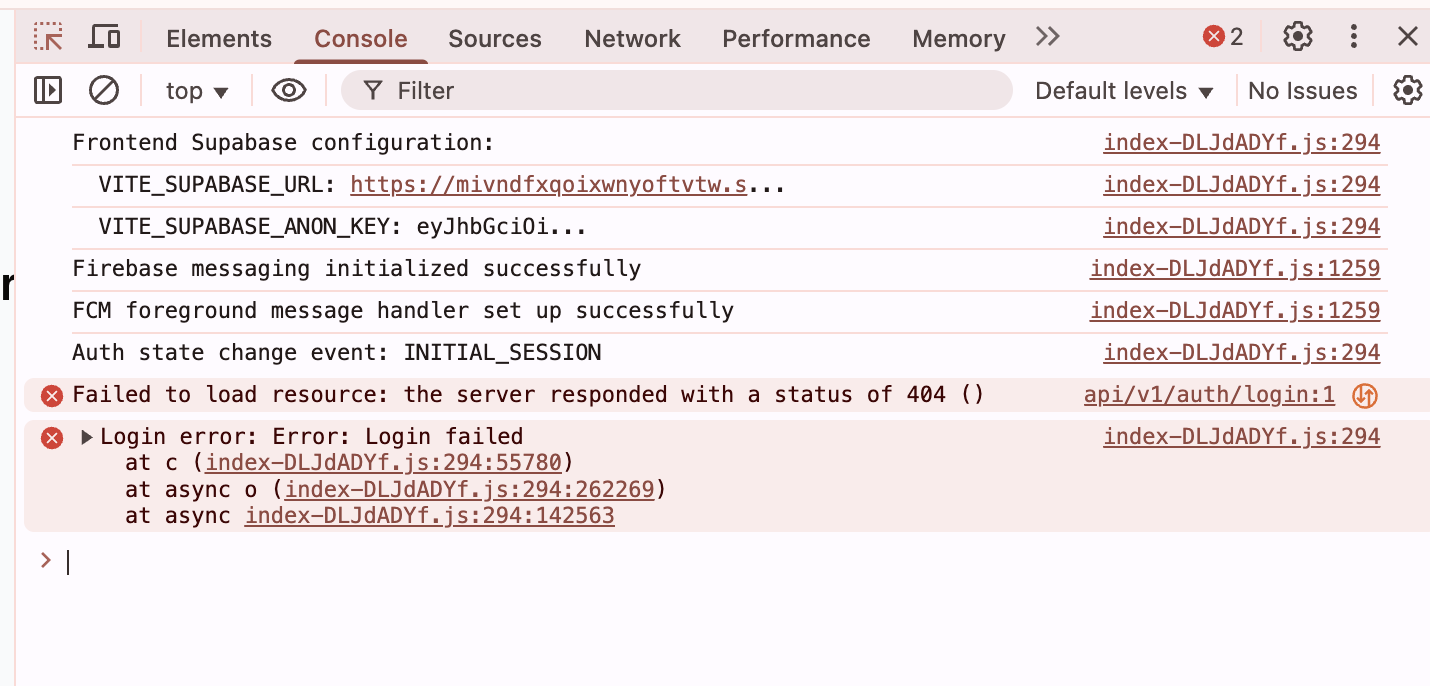 Elements Console Sources Network Performance Memory 2
top Filter Default levels No Issues
Frontend Supabase configuration: index-DLJdADYf.js:294
VITE_SUPABASE_URL: https://mivndfxqoixwnyoftvtw.s... index-DLJdADYf.js:294
VITE_SUPABASE_ANON_KEY: eyJhbGciOi... index-DLJdADYf.js:294
Firebase messaging initialized successfully index-DLJdADYf.js:1259
FCM foreground message handler set up successfully index-DLJdADYf.js:1259
Auth state change event: INITIAL_SESSION index-DLJdADYf.js:294
Failed to load resource: the server responded with a status of 404 () api/v1/auth/login:1
Login error: Error: Login failed index-DLJdADYf.js:294
at c (index-DLJdADYf.js:294:55780)
at async o (index-DLJdADYf.js:294:262269)
at async index-DLJdADYf.js:294:142563